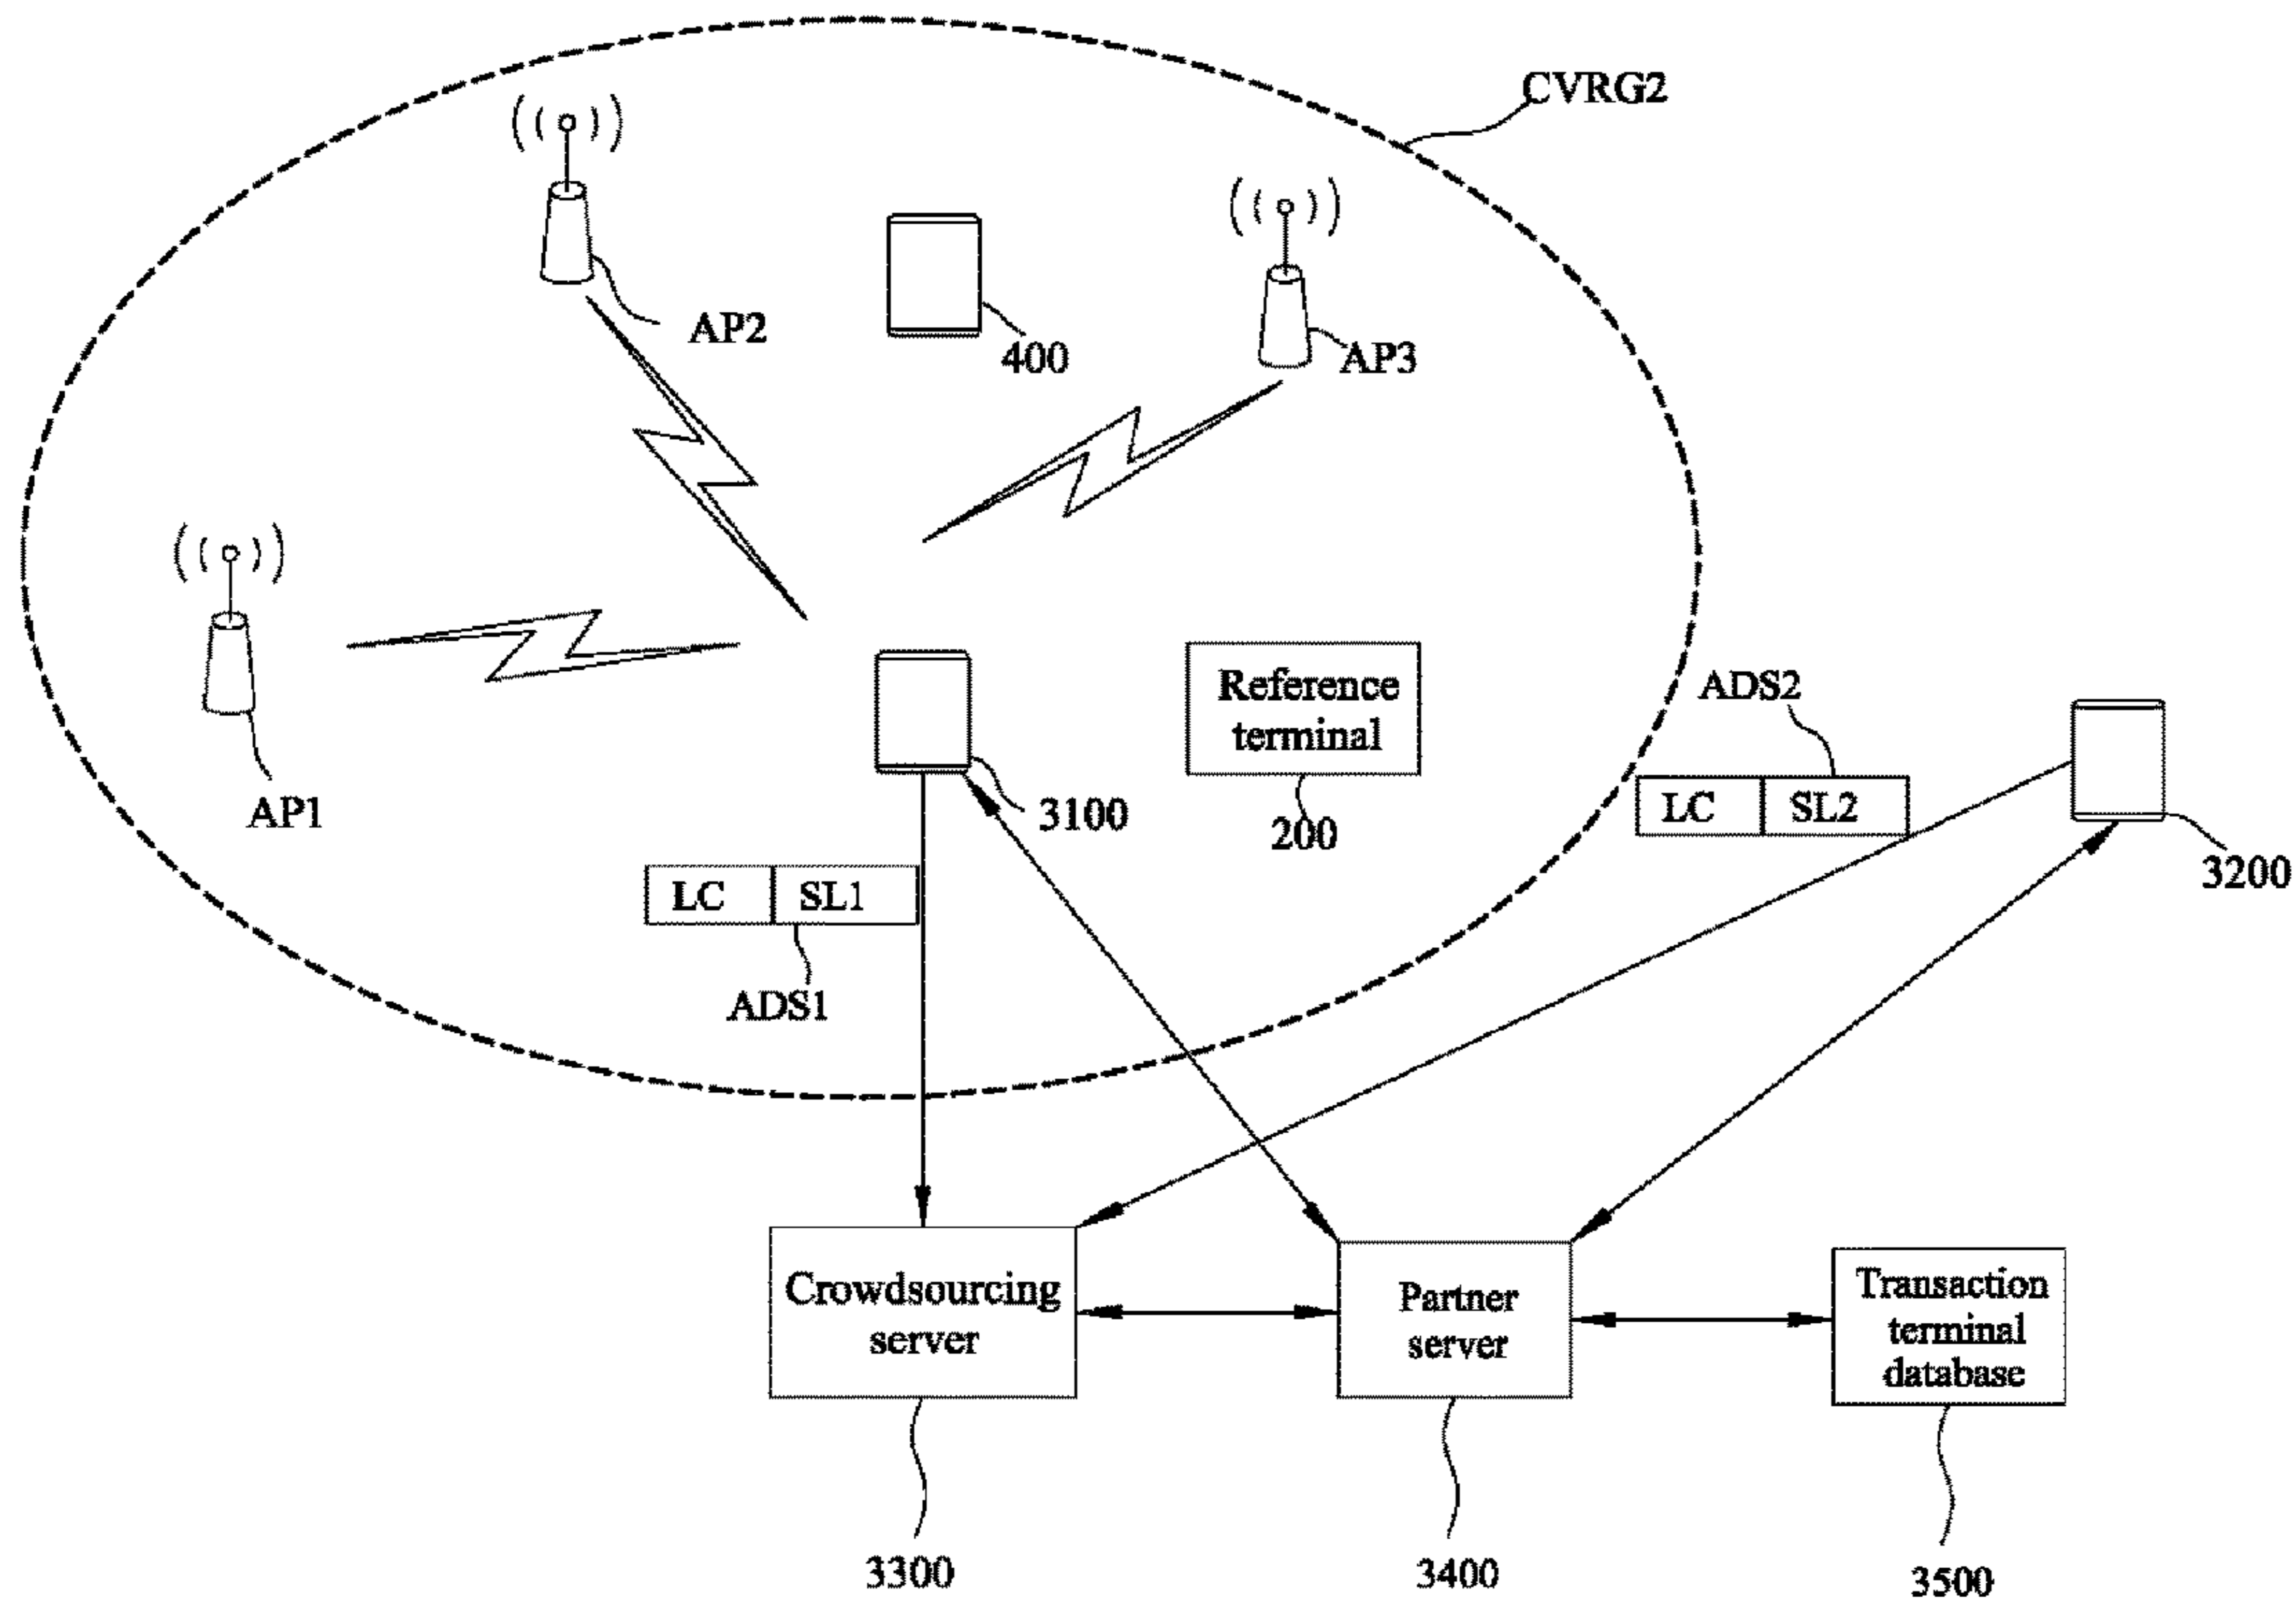 CVRG2
AP2
400
AP3
Reference
terminal
ADS2
AP1
3100
200
LC SL2
3200
LC SL1
ADS1
Crowdsourcing
server
Partner
server
Transaction
terminal
database
3300
3400
3500